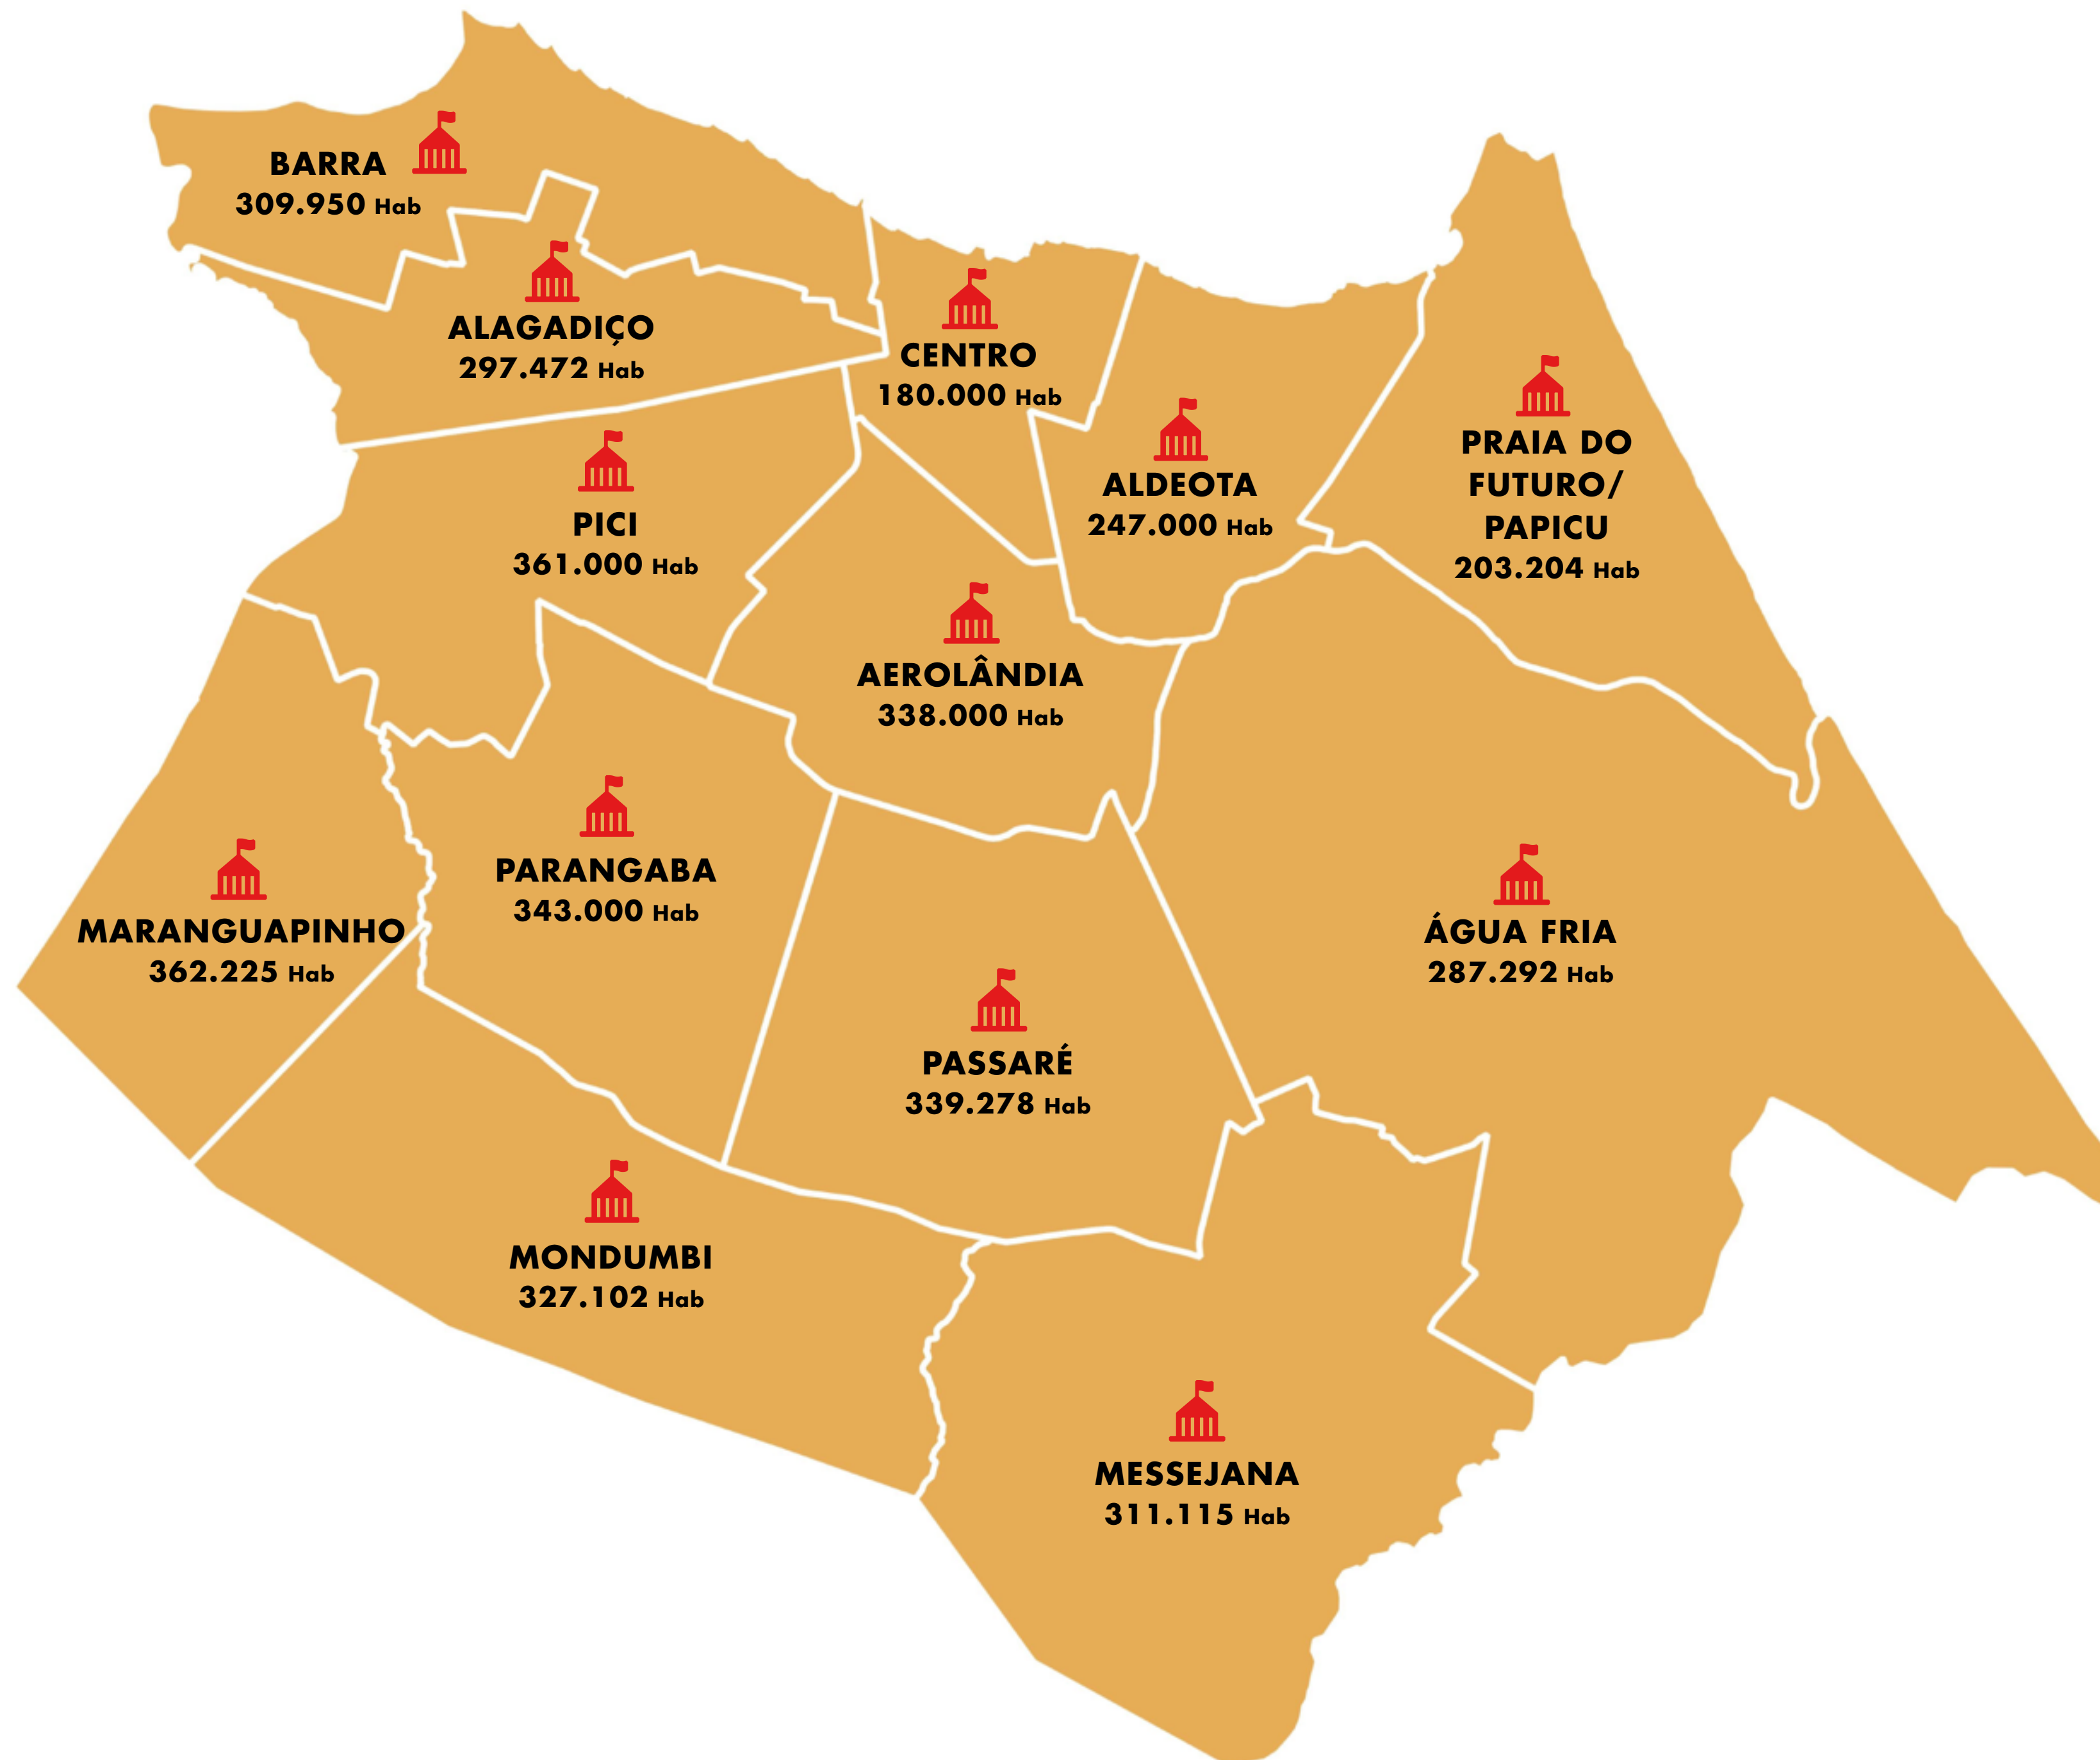 BARRA
309.950 Hab
ALAGADIÇO
297.472 Hab
CENTRO
180.000 Hab
PRAIA DO
FUTURO/
PAPICU
203.204 Hab
ALDEOTA
247.000 Hab
PICI
361.000 Hab
AEROLÂNDIA
338.000 Hab
PARANGABA
343.000 Hab
MARANGUAPINHO
362.225 Hab
ÁGUA FRIA
287.292 Hab
PASSARÉ
339.278 Hab
MONDUMBI
327.102 Hab
MESSEJANA
311.115 Hab